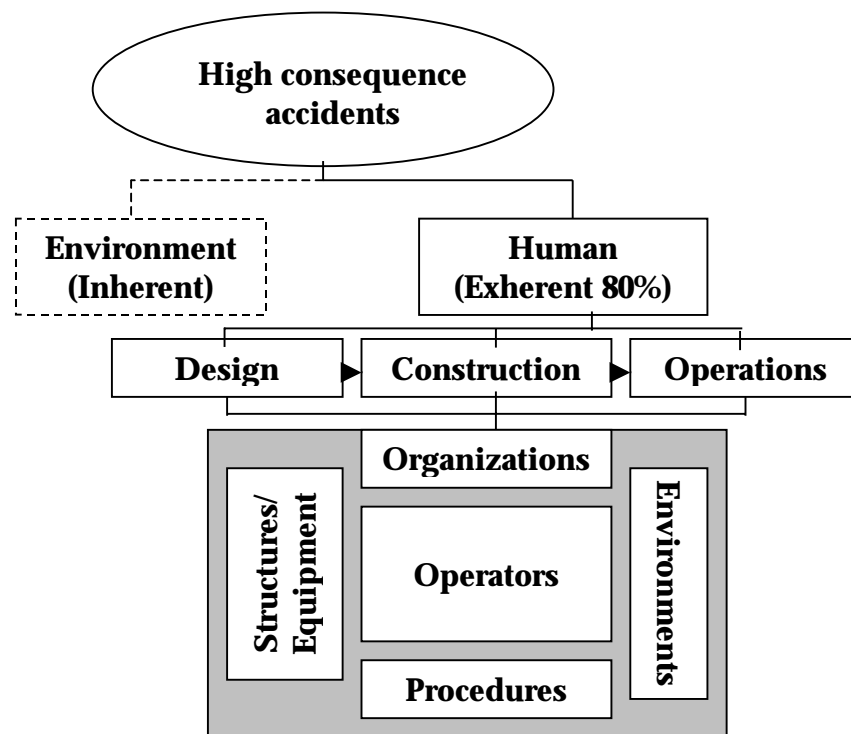 High consequence
accidents
Environment
(Inherent)
Human
(Exherent 80%)
Design
Construction
Operations
Organizations
Structures/
Equipment
Operators
Environments
Procedures